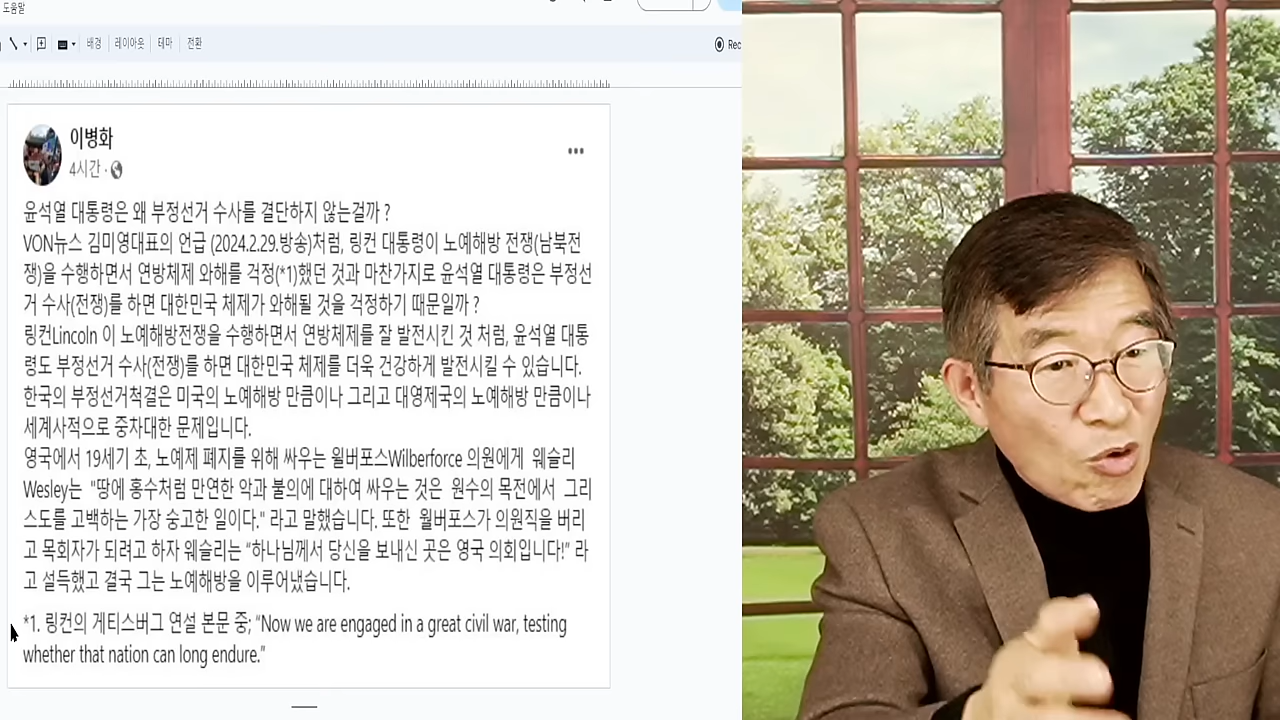 도움말
배경 레이아웃 테마 전환
Rec
이병화
4시간
윤석열 대통령은 왜 부정선거 수사를 결단하지 않는걸까 ?
VON뉴스 김미영대표의 언급 (2024.2.29.방송)처럼, 링컨 대통령이 노예해방 전쟁(남북전
쟁)을 수행하면서 연방체제 와해를 걱정(*1)했던 것과 마찬가지로 윤석열 대통령은 부정선
거 수사(전쟁)를 하면 대한민국 체제가 와해될 것을 걱정하기 때문일까 ?
링컨Lincoln 이 노예해방전쟁을 수행하면서 연방체제를 잘 발전시킨 것 처럼, 윤석열 대통
령도 부정선거 수사(전쟁)를 하면 대한민국 체제를 더욱 건강하게 발전시킬 수 있습니다.
한국의 부정선거척결은 미국의 노예해방 만큼이나 그리고 대영제국의 노예해방 만큼이나
세계사적으로 중차대한 문제입니다.
영국에서 19세기 초, 노예제 폐지를 위해 싸우는 윌버포스Wilberforce 의원에게 웨슬리
Wesley는 "땅에 홍수처럼 만연한 악과 불의에 대하여 싸우는 것은 원수의 목전에서 그리
스도를 고백하는 가장 숭고한 일이다." 라고 말했습니다. 또한 윌버포스가 의원직을 버리
고 목회자가 되려고 하자 웨슬리는 “하나님께서 당신을 보내신 곳은 영국 의회입니다!” 라
고 설득했고 결국 그는 노예해방을 이루어냈습니다.
*1. 링컨의 게티스버그 연설 본문 중; “Now we are engaged in a great civil war, testing
whether that nation can long endure.”